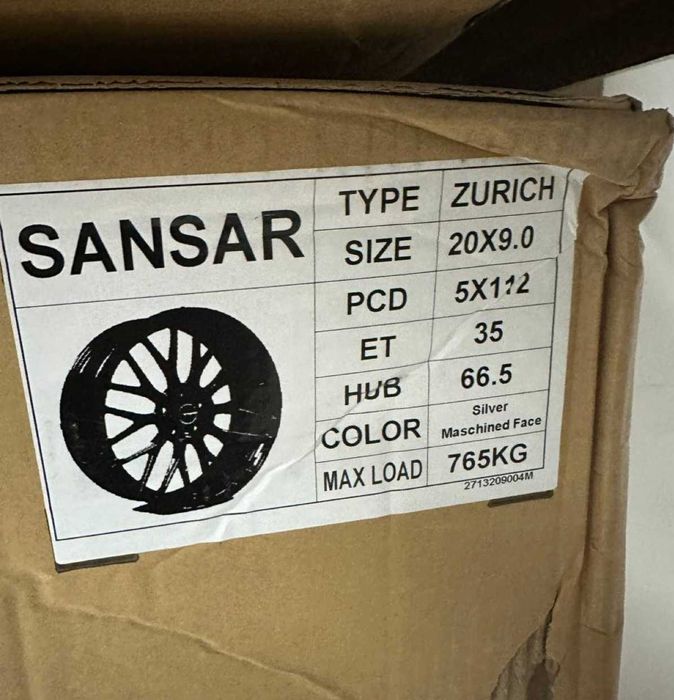 SANSAR
TYPE ZURICH
SIZE 20X9.0
PCD 5X112
ET 35
HUB 66.5
COLOR Silver
Maschined Face
MAX LOAD 765KG
2713209004M